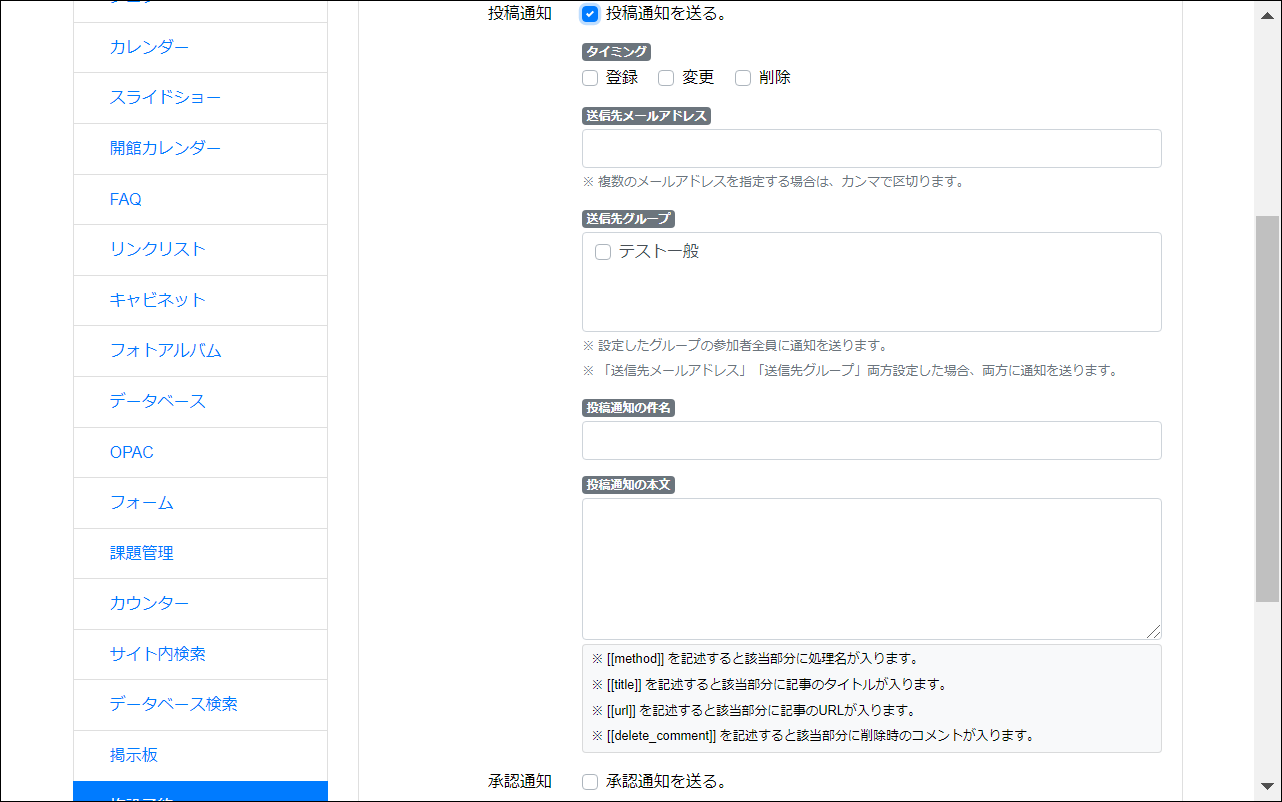 カレンダー
スライドショー
開館カレンダー
FAQ
リンクリスト
キャビネット
フォトアルバム
データベース
OPAC
フォーム
課題管理
カウンター
サイト内検索
データベース検索
掲示板
投稿通知
投稿通知を送る。
タイミング
登録 変更 削除
送信先メールアドレス
※ 複数のメールアドレスを指定する場合は、カンマで区切ります。
送信先グループ
テスト一般
※ 設定したグループの参加者全員に通知を送ります。
※ 「送信先メールアドレス」「送信先グループ」両方設定した場合、両方に通知を送ります。
投稿通知の件名
投稿通知の本文
※ [[method]] を記述すると該当部分に処理名が入ります。
※ [[title]] を記述すると該当部分に記事のタイトルが入ります。
※ [[url]] を記述すると該当部分に記事のURLが入ります。
※ [[delete_comment]] を記述すると該当部分に削除時のコメントが入ります。
承認通知
承認通知を送る。